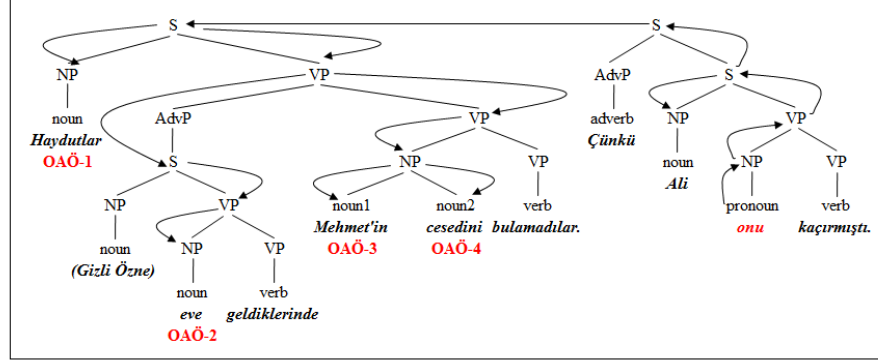 S S
NP VP AdvP S
noun AdvP VP adverb NP VP
Haydutlar Çünkü
OAÖ-1 S NP VP noun NP VP
Ali
NP VP noun1 noun2 verb pronoun verb
Mehmet'in cesedini bulamadılar. onu kaçırmıştı.
noun NP VP OAÖ-3 OAÖ-4
(Gizli Özne)
noun verb
eve geldiklerinde
OAÖ-2